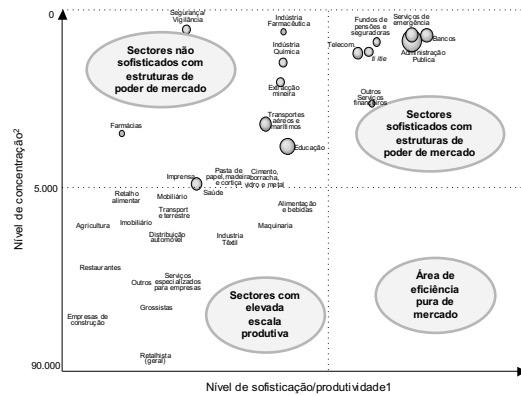 0
Segurança/
Vigilância
Indústria
Farmacêutica
Fundos de
pensões e
seguradoras
Serviços de
emergência
Telecom
Bancos
Administração
Publica
Indústria
Química
Sectores não
sofisticados com
estruturas de
poder de mercado
Extracção
mineira
Outros
Serviços
financeiros
Transportes
aéreos e
marítimos
Sectores
sofisticados com
estruturas de
poder de mercado
Farmácias
Educação
Nível de concentração2
5.000
Imprensa
Pasta de
papel, madeira
e cortiça
Cimento,
borracha,
vidro e metal
Saúde
Retalho
alimentar
Mobiliário
Alimentação
e bebidas
Transport
e terrestre
Agricultura
Imobiliário
Maquinaria
Distribuição
automóvel
Industria
Têxtil
Restaurantes
Outros
Serviços
especializados
para empresas
Área de
eficiência
pura de
mercado
Sectores com
elevada
escala
produtiva
Grossistas
Empresas de
construção
Retalhista
(geral)
90.000
Nível de sofisticação/produtividade1